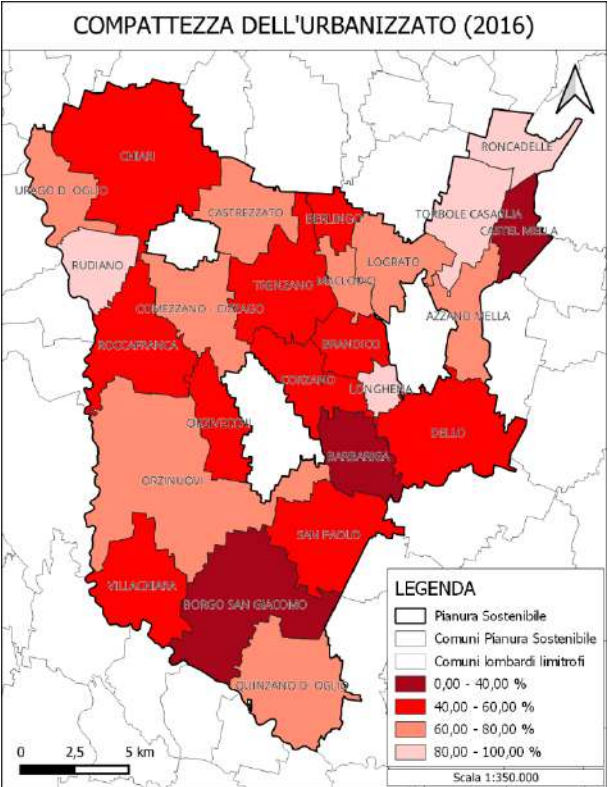 COMPATTEZZA DELL'URBANIZZATO (2016)
RONCADELLE
CHIARI
URAGO D. OGLIO
CASTREZZATO
BERLINGO
TORBOLE CASAGLIA
CASTEL MELLA
RUDIANO
LOGRATO
TRENZANO
MACLODIO
COMEZZANO - CIZZAGO
AZZANO MELLA
ROCCAFRANCA
BRANDICO
CORZANO
LONGHENA
ORZIVECCHI
DELLO
BARBARIGA
ORZINUOVI
SAN PAOLO
VILLACHIARA
BORGO SAN GIACOMO
QUINZANO D. OGLIO
LEGENDA
Pianura Sostenibile
Comuni Pianura Sostenibile
Comuni lombardi limitrofi
0,00 - 40,00 %
40,00 - 60,00 %
60,00 - 80,00 %
80,00 - 100,00 %
0 2,5 5 km
Scala 1:350.000